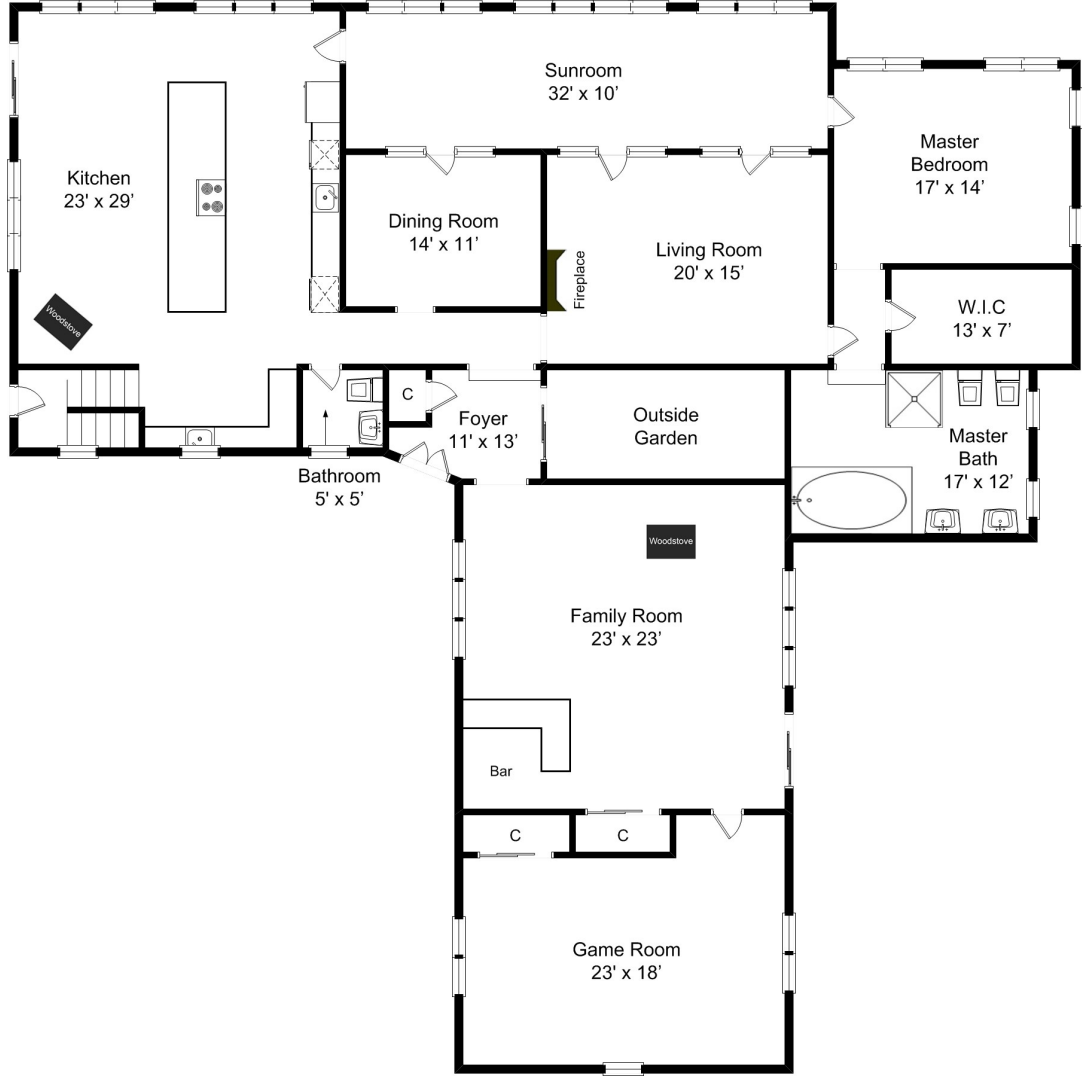 Sunroom
32' x 10’
Master
Bedroom
17' x 14’
Kitchen
23' x 29’
Dining Room
14' x 11’
Living Room
20' x 15’
Fireplace
W.I.C
13' x 7’
Woodstove
C
Foyer
11' x 13’
Outside
Garden
Master
Bath
17' x 12’
Bathroom
5' x 5’
Woodstove
Family Room
23' x 23’
Bar
C
C
Game Room
23' x 18’